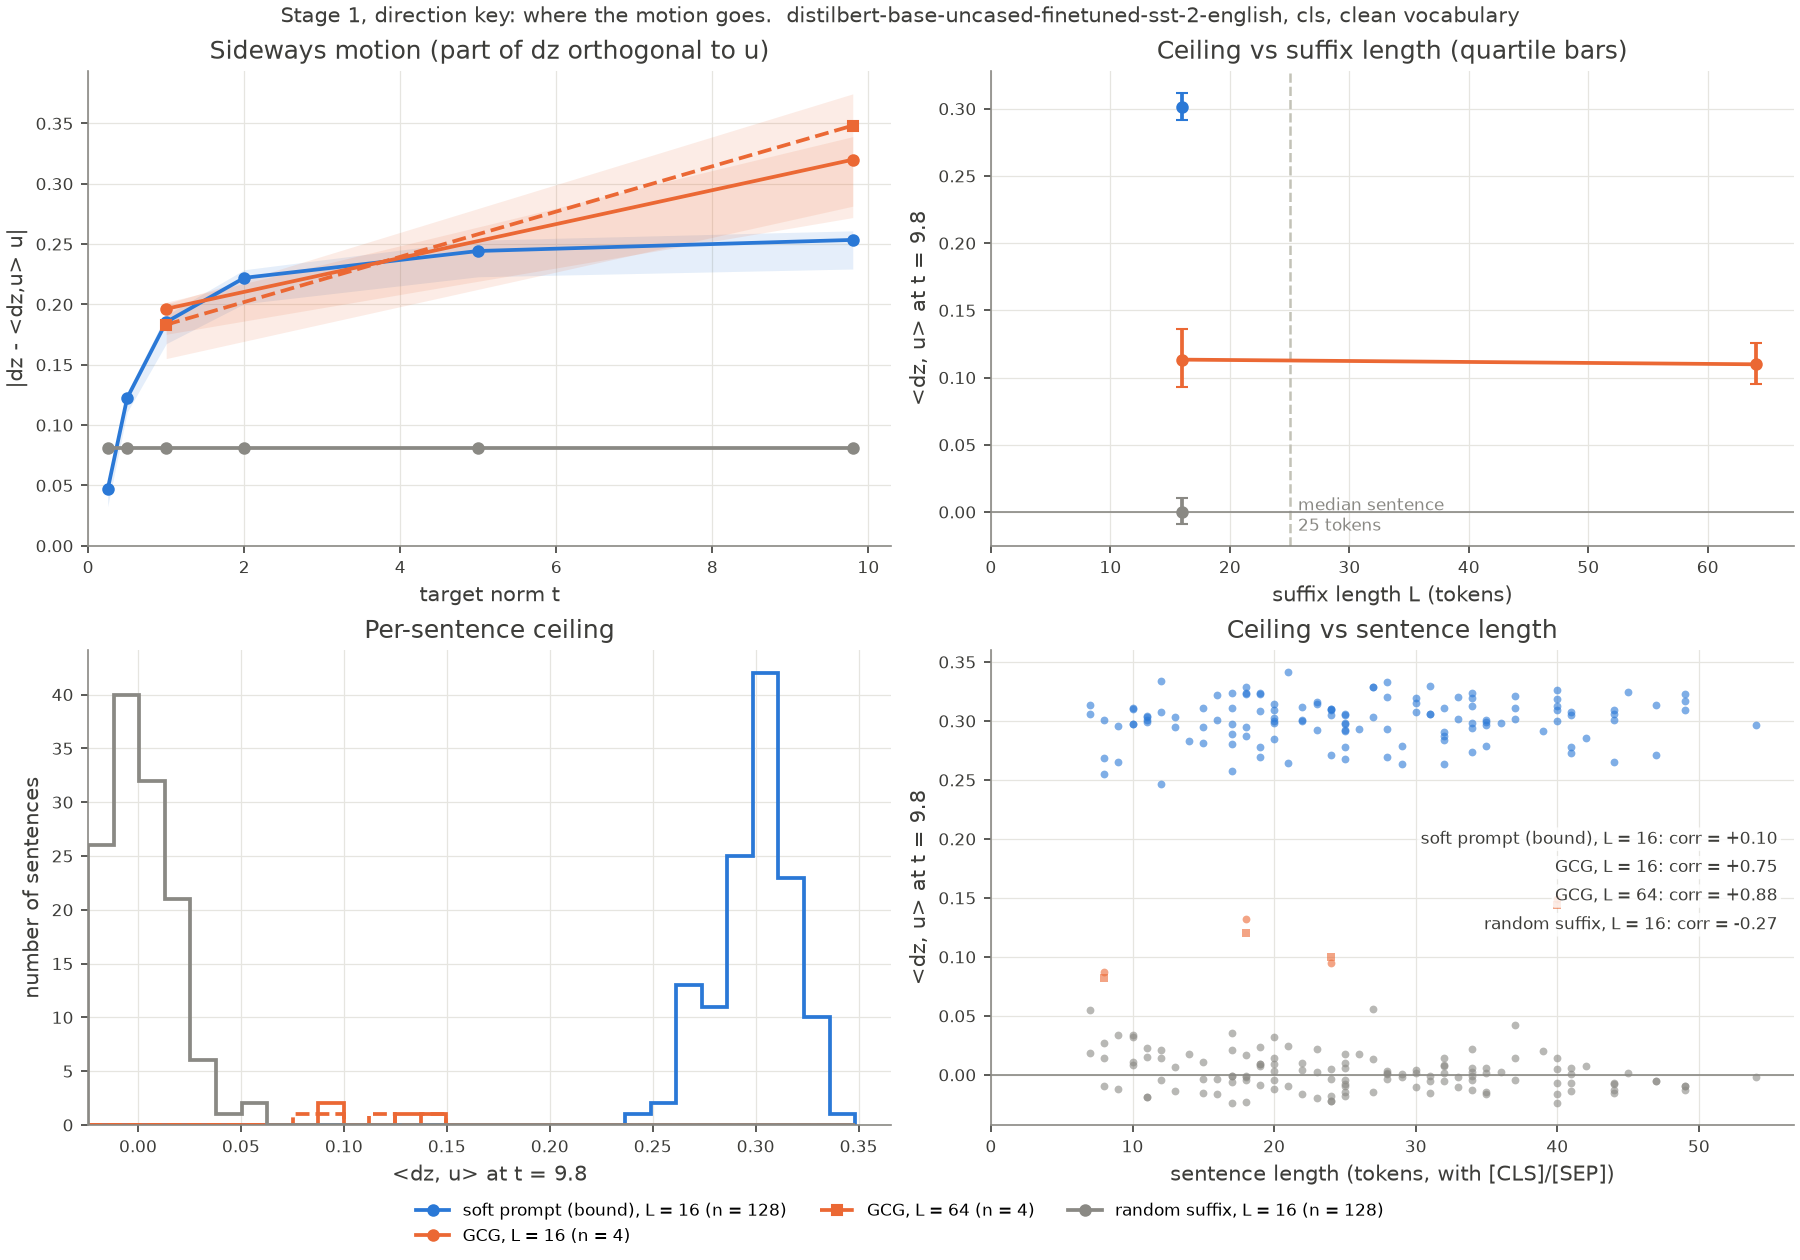 Stage 1, direction key: where the motion goes.  distilbert-base-uncased-finetuned-sst-2-english, cls, clean vocabulary
Sideways motion (part of dz orthogonal to u)
|dz - <dz,u> u|
0.35
0.30
0.25
0.20
0.15
0.10
0.05
0.00
0 2 4 6 8 10
target norm t
Ceiling vs suffix length (quartile bars)
<dz, u> at t = 9.8
0.30
0.25
0.20
0.15
0.10
0.05
0.00
median sentence
25 tokens
0 10 20 30 40 50 60
suffix length L (tokens)
Per-sentence ceiling
number of sentences
40
35
30
25
20
15
10
5
0
0.00 0.05 0.10 0.15 0.20 0.25 0.30 0.35
<dz, u> at t = 9.8
Ceiling vs sentence length
<dz, u> at t = 9.8
0.35
0.30
0.25
0.20
0.15
0.10
0.05
0.00
soft prompt (bound), L = 16: corr = +0.10
GCG, L = 16: corr = +0.75
GCG, L = 64: corr = +0.88
random suffix, L = 16: corr = -0.27
0 10 20 30 40 50
sentence length (tokens, with [CLS]/[SEP])
soft prompt (bound), L = 16 (n = 128)
GCG, L = 16 (n = 4)
GCG, L = 64 (n = 4)
random suffix, L = 16 (n = 128)